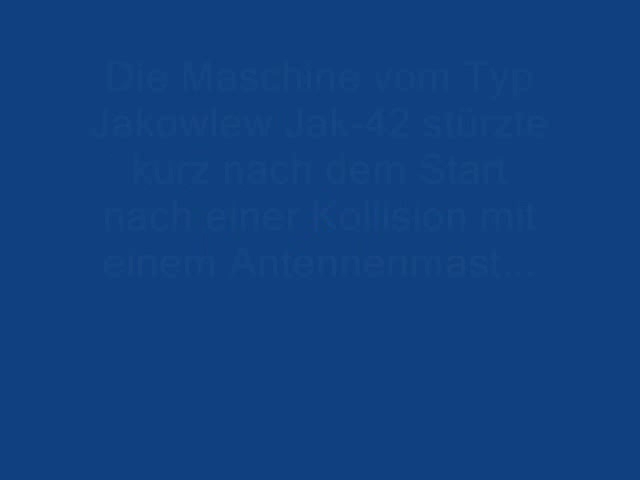 Die Maschine vom Typ
Jakowlew Jak-42 stürzte
kurz nach dem Start
nach einer Kollision mit
einem Antennenmast...